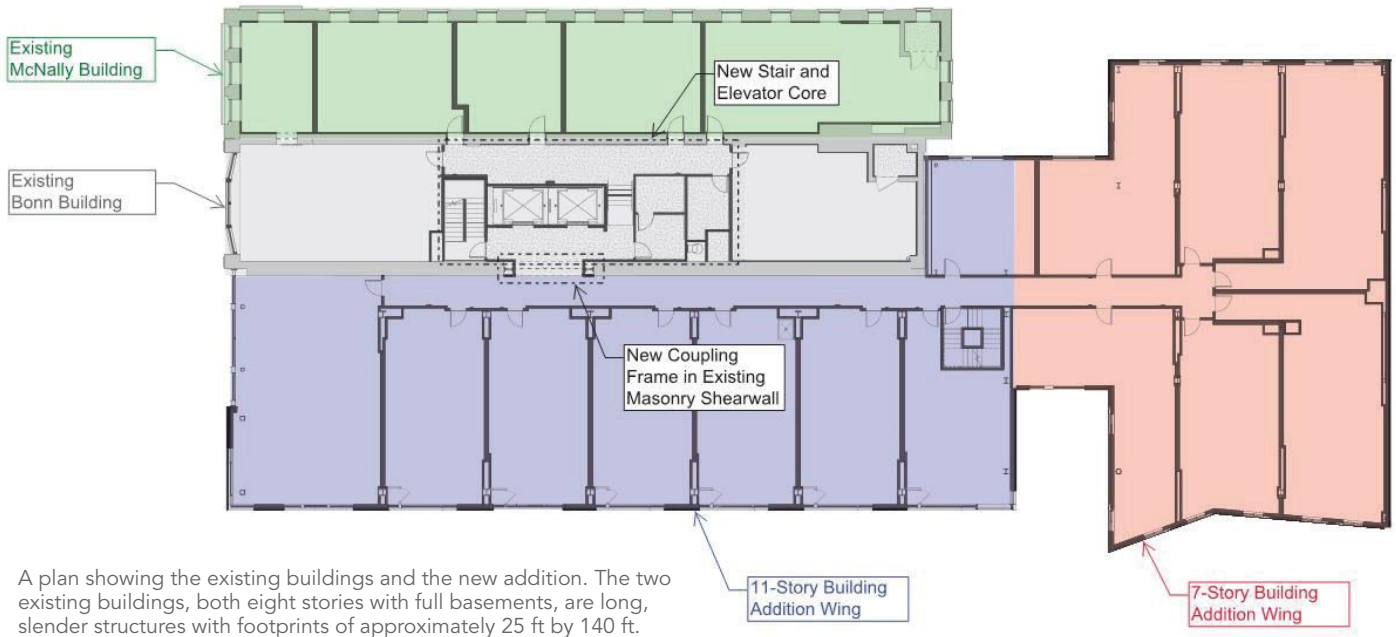 Existing
McNally Building
New Stair and
Elevator Core
Existing
Bonn Building
New Coupling
Frame in Existing
Masonry Shearwall
A plan showing the existing buildings and the new addition. The two
existing buildings, both eight stories with full basements, are long,
slender structures with footprints of approximately 25 ft by 140 ft.
11-Story Building
Addition Wing
7-Story Building
Addition Wing